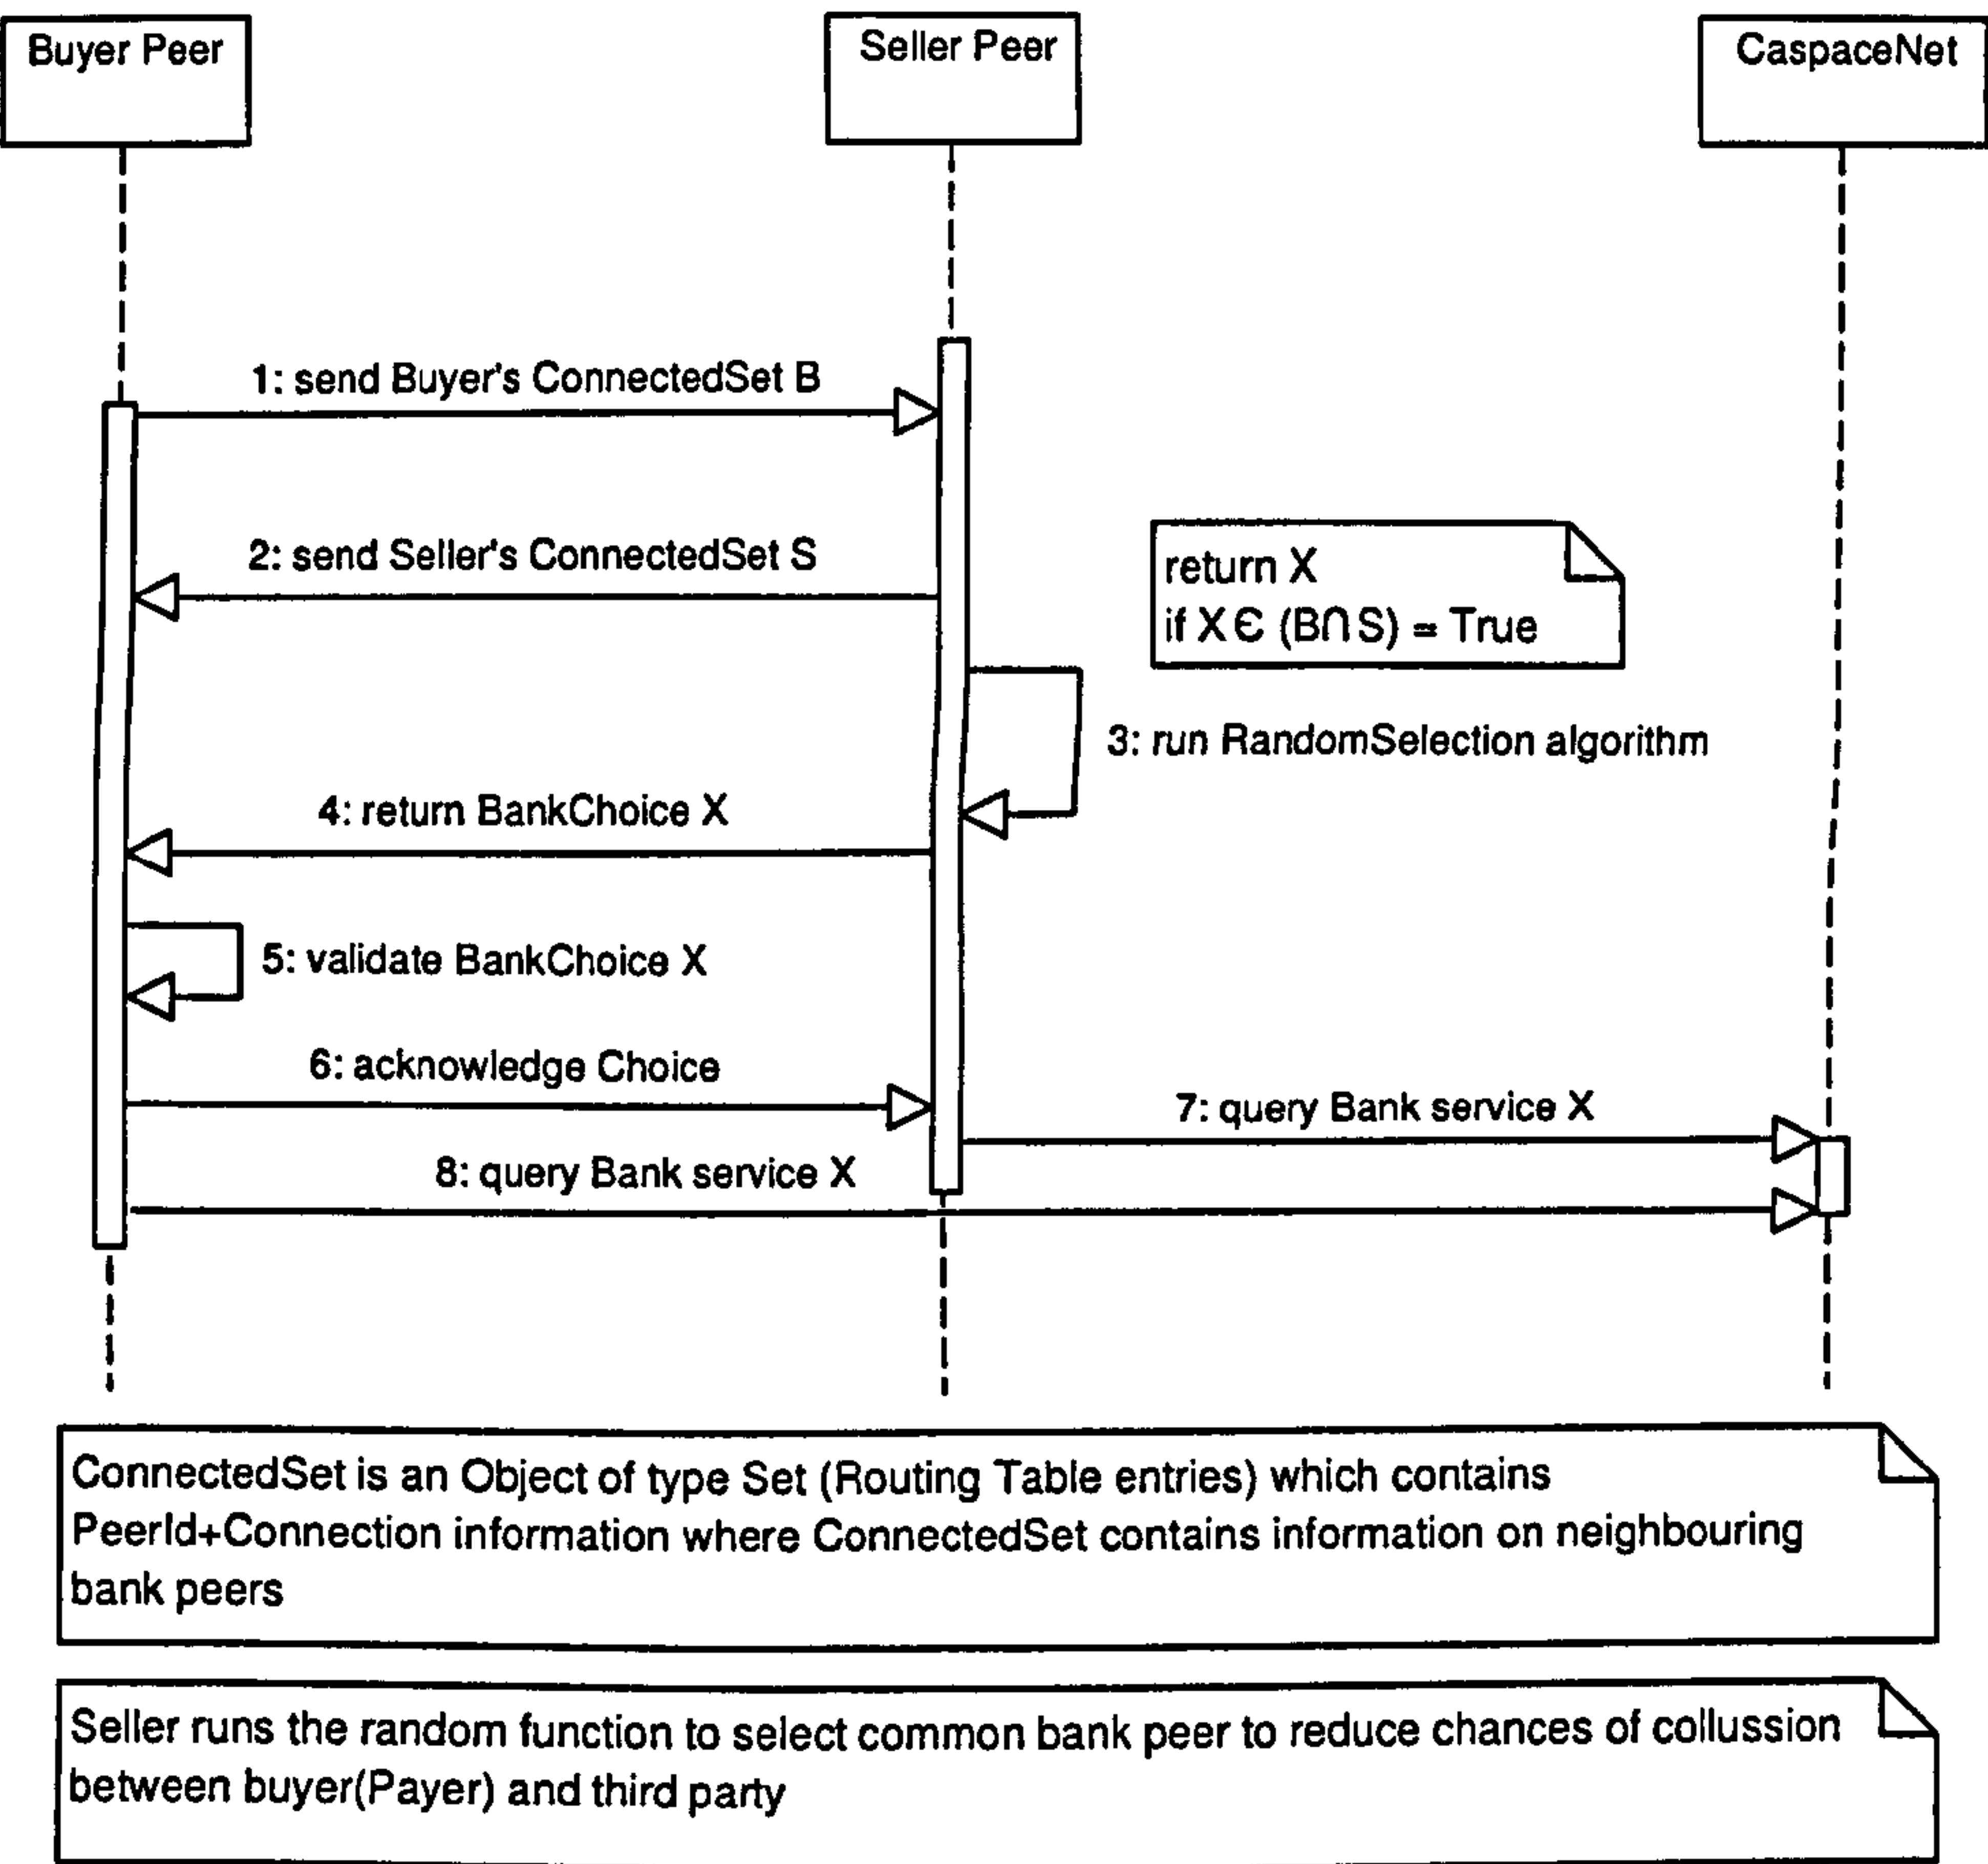 Buyer Peer
Seller Peer
CaspaceNet
1: send Buyer's ConnectedSet B
2: send Seller's ConnectedSet S
return X
if X ∈ (B∩S) = True
3: run RandomSelection algorithm
4: return BankChoice X
5: validate BankChoice X
6: acknowledge Choice
7: query Bank service X
8: query Bank service X
ConnectedSet is an Object of type Set (Routing Table entries) which contains
PeerId+Connection information where ConnectedSet contains information on neighbouring
bank peers
Seller runs the random function to select common bank peer to reduce chances of collussion
between buyer(Payer) and third party